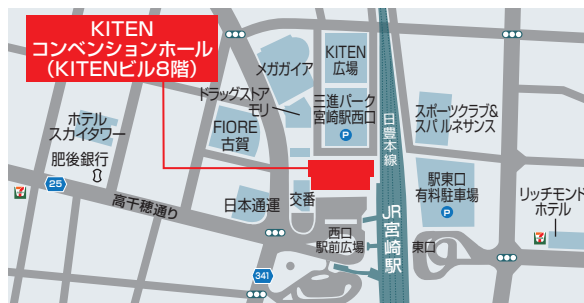 KITEN
コンベンションホール
(KITENビル8階)
メガガイア
KITEN
広場
ドラッグストア
モリ
三進パーク
宮崎駅西口
P
FIORE
古賀
日豊本線
スポーツクラブ&
スパ ルネサンス
ホテル
スカイタワー
肥後銀行
25
高千穂通り
日本通運
交番
駅東口
有料駐車場
P
リッチモンド
ホテル
西口
駅前広場
JR宮崎駅
東口
341
7
7